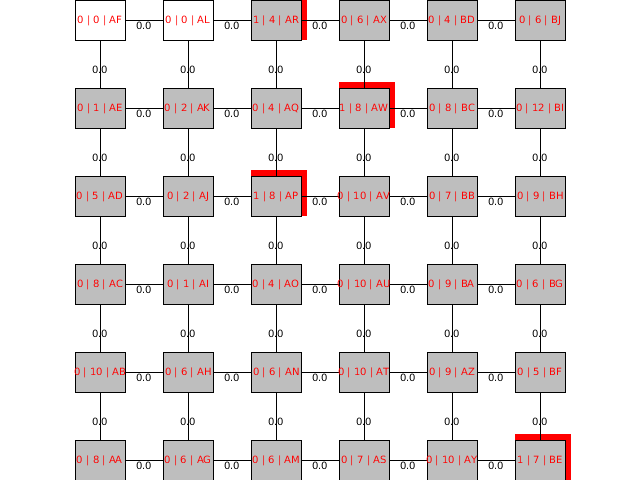 0 | 0 | AF 0.0 0 | 0 | AL 0.0 1 | 4 | AR 0.0 0 | 6 | AX 0.0 0 | 4 | BD 0.0 0 | 6 | BJ
0.0 0.0 0.0 0.0 0.0 0.0
0 | 1 | AE 0.0 0 | 2 | AK 0.0 0 | 4 | AQ 0.0 1 | 8 | AW 0.0 0 | 8 | BC 0.0 0 | 12 | BI
0.0 0.0 0.0 0.0 0.0 0.0
0 | 5 | AD 0.0 0 | 2 | AJ 0.0 1 | 8 | AP 0.0 0 | 10 | AV 0.0 0 | 7 | BB 0.0 0 | 9 | BH
0.0 0.0 0.0 0.0 0.0 0.0
0 | 8 | AC 0.0 0 | 1 | AI 0.0 0 | 4 | AO 0.0 0 | 10 | AU 0.0 0 | 9 | BA 0.0 0 | 6 | BG
0.0 0.0 0.0 0.0 0.0 0.0
0 | 10 | AB 0.0 0 | 6 | AH 0.0 0 | 6 | AN 0.0 0 | 10 | AT 0.0 0 | 9 | AZ 0.0 0 | 5 | BF
0.0 0.0 0.0 0.0 0.0 0.0
0 | 8 | AA 0.0 0 | 6 | AG 0.0 0 | 6 | AM 0.0 0 | 7 | AS 0.0 0 | 10 | AY 0.0 1 | 7 | BE